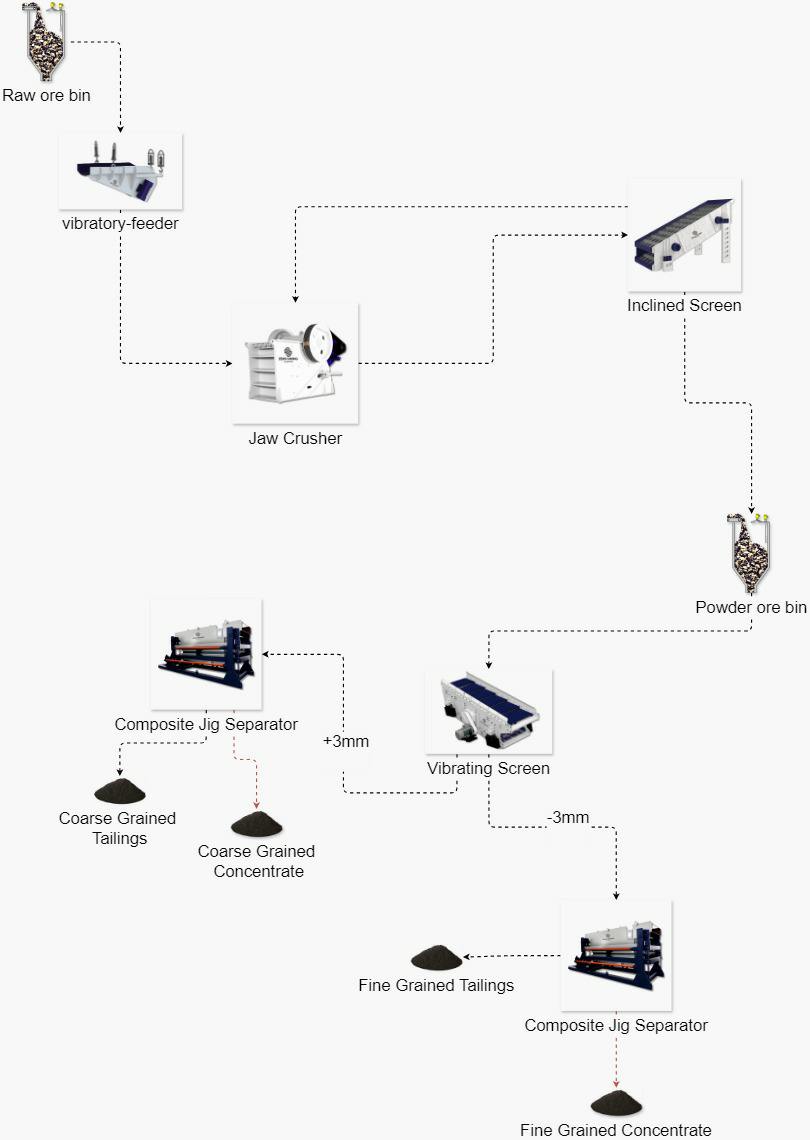 Raw ore bin
vibratory-feeder
Inclined Screen
Jaw Crusher
Powder ore bin
Composite Jig Separator
+3mm
Vibrating Screen
Coarse Grained
Tailings
-3mm
Coarse Grained
Concentrate
Fine Grained Tailings
Composite Jig Separator
Fine Grained Concentrate